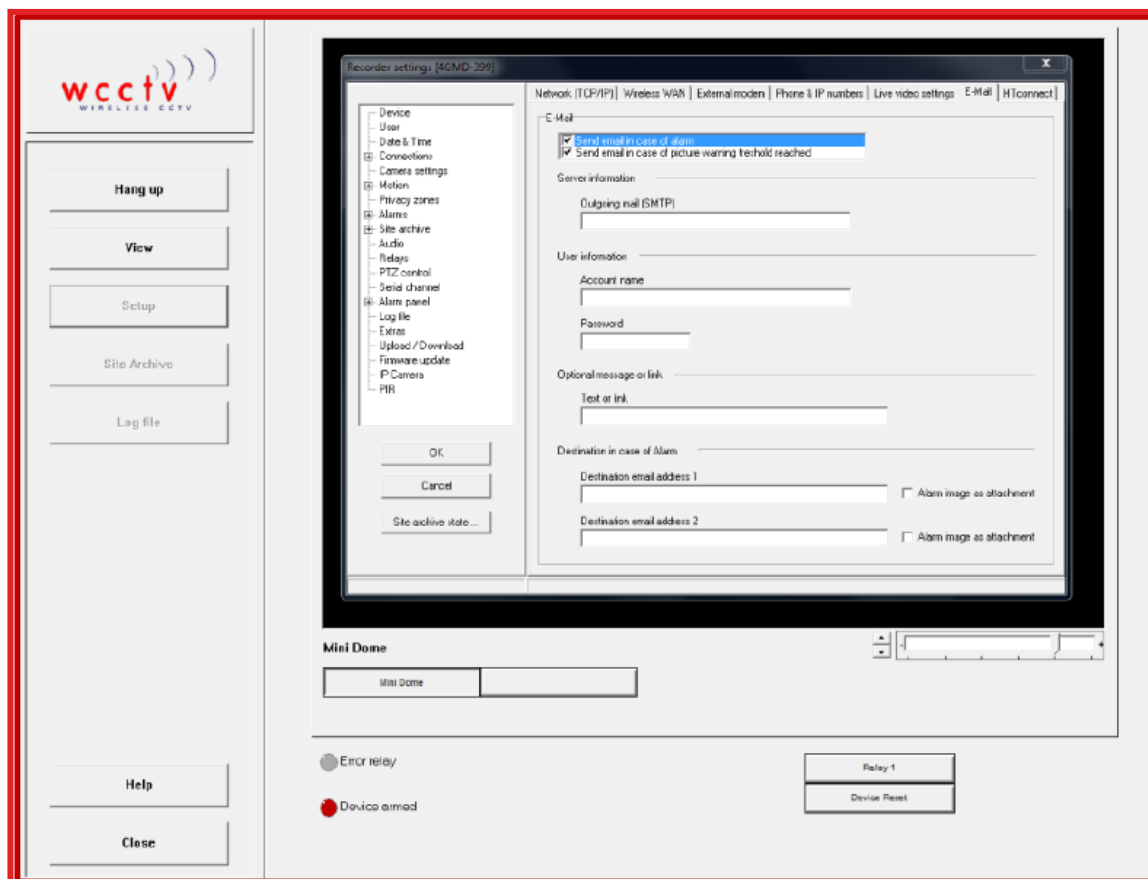 wcctv
WIRELESS CCTV
Hang up
View
Setup
Site Archive
Log file
Help
Close
Recorder settings [4GMD-399]
X
Device
User
Date & Time
Connections
Camera settings
Motion
Privacy zones
Alarms
Site archive
Audio
Relays
PTZ control
Serial channel
Alarm panel
Log file
Extras
Upload / Download
Firmware update
IP Camera
PIR
OK
Cancel
Site archive state ...
Network (TCP/IP) Wireless WAN External modem Phone & IP numbers Live video settings E-Mail HTconnect
E-Mail
Send email in case of alarm
Send email in case of picture warning treshold reached
Server information
Outgoing mail (SMTP)
User information
Account name
Password
Optional message or link
Text or link
Destination in case of Alarm
Destination email address 1
Alarm image as attachment
Destination email address 2
Alarm image as attachment
Mini Dome
- +
Mini Dome
Error relay
Device armed
Relay 1
Device Reset